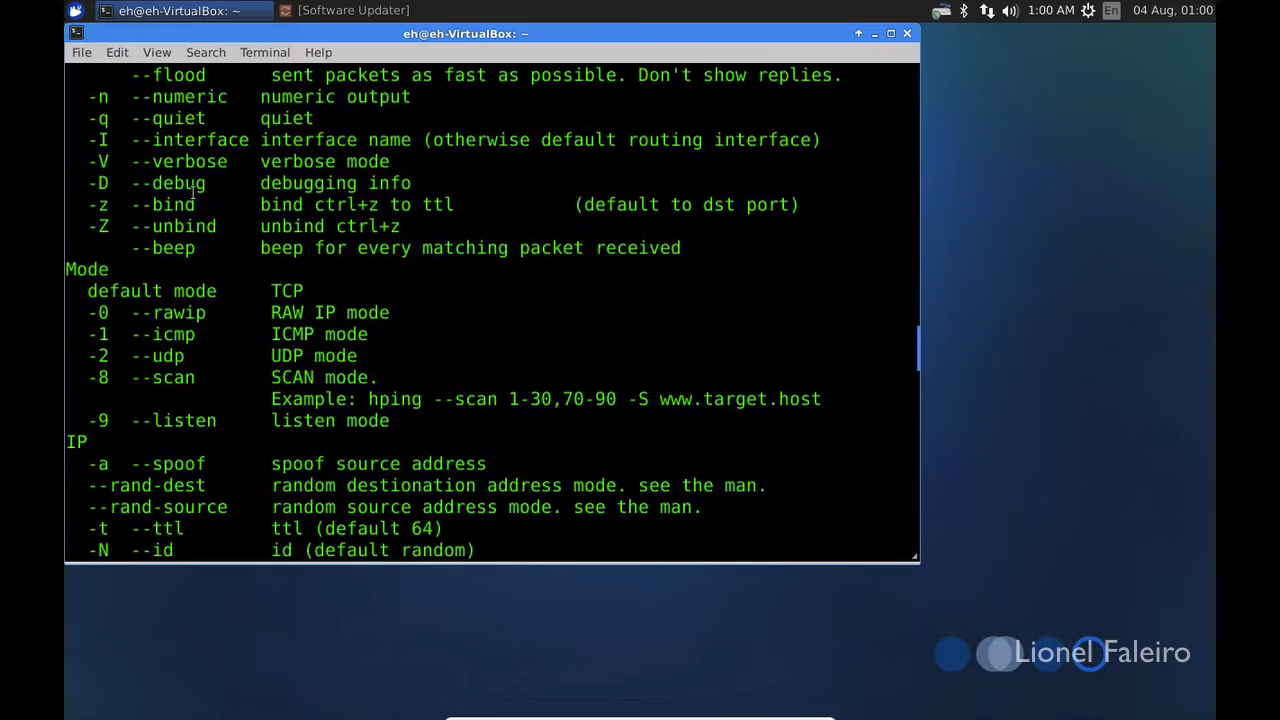 eh@eh-VirtualBox: ~ [Software Updater] 1:00 AM En 04 Aug, 01:00
eh@eh-VirtualBox: ~
File Edit View Search Terminal Help
--flood sent packets as fast as possible. Don't show replies.
-n --numeric numeric output
-q --quiet quiet
-I --interface interface name (otherwise default routing interface)
-V --verbose verbose mode
-D --debug debugging info
-z --bind bind ctrl+z to ttl (default to dst port)
-Z --unbind unbind ctrl+z
--beep beep for every matching packet received
Mode
default mode TCP
-0 --rawip RAW IP mode
-1 --icmp ICMP mode
-2 --udp UDP mode
-8 --scan SCAN mode.
Example: hping --scan 1-30,70-90 -S www.target.host
-9 --listen listen mode
IP
-a --spoof spoof source address
--rand-dest random destionation address mode. see the man.
--rand-source random source address mode. see the man.
-t --ttl ttl (default 64)
-N --id id (default random)
Lionel Faleiro